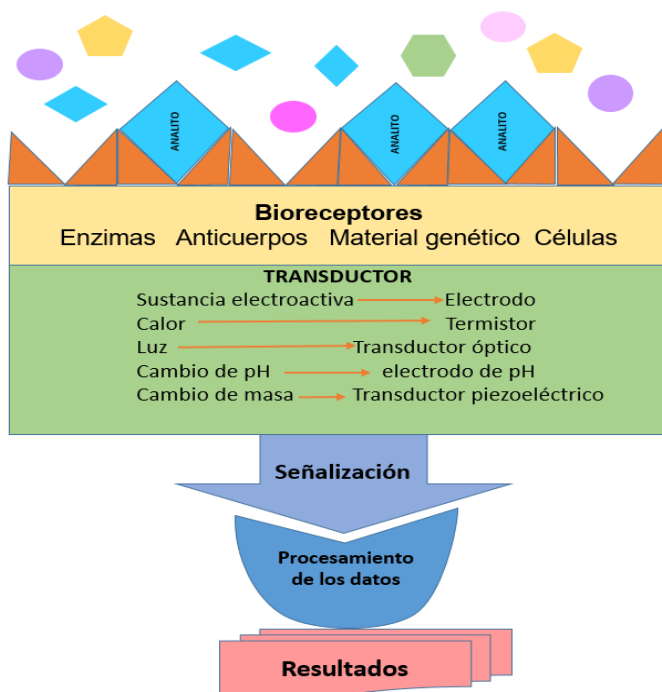 ANALITO
ANALITO
ANALITO
Bioreceptores
Enzimas Anticuerpos Material genético Células
TRANSDUCTOR
Sustancia electroactiva Electrodo
Calor Termistor
Luz Transductor óptico
Cambio de pH electrodo de pH
Cambio de masa Transductor piezoeléctrico
Señalización
Procesamiento
de los datos
Resultados